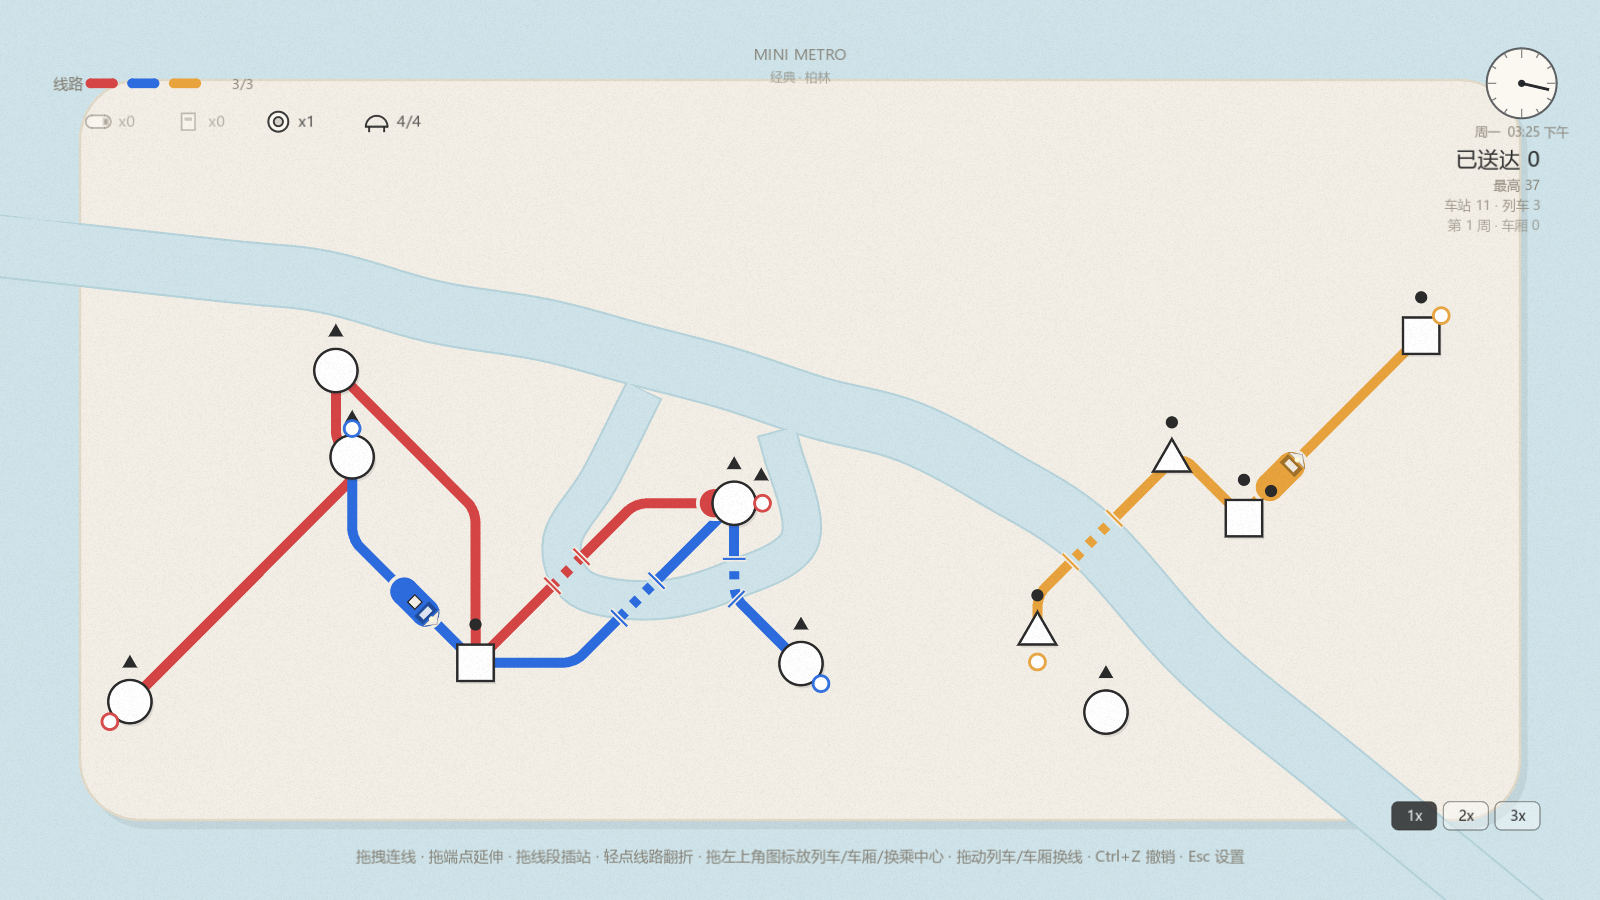 MINI METRO
经典 · 柏林
线路 3/3
x0 x0 x1 4/4
周一 03:25 下午
已送达 0
最高 37
车站 11 · 列车 3
第 1 周 · 车厢 0
1x 2x 3x
拖拽连线 · 拖端点延伸 · 拖线段插站 · 轻点线路翻折 · 拖左上角图标放列车/车厢/换乘中心 · 拖动列车/车厢换线 · Ctrl+Z 撤销 · Esc 设置